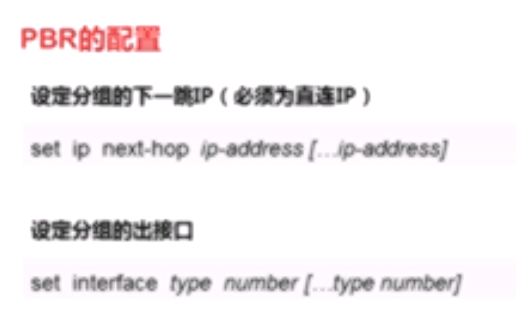 PBR的配置
设定分组的下一跳IP（必须为直连IP）
set ip next-hop ip-address [...ip-address]
设定分组的出接口
set interface type number [...type number]